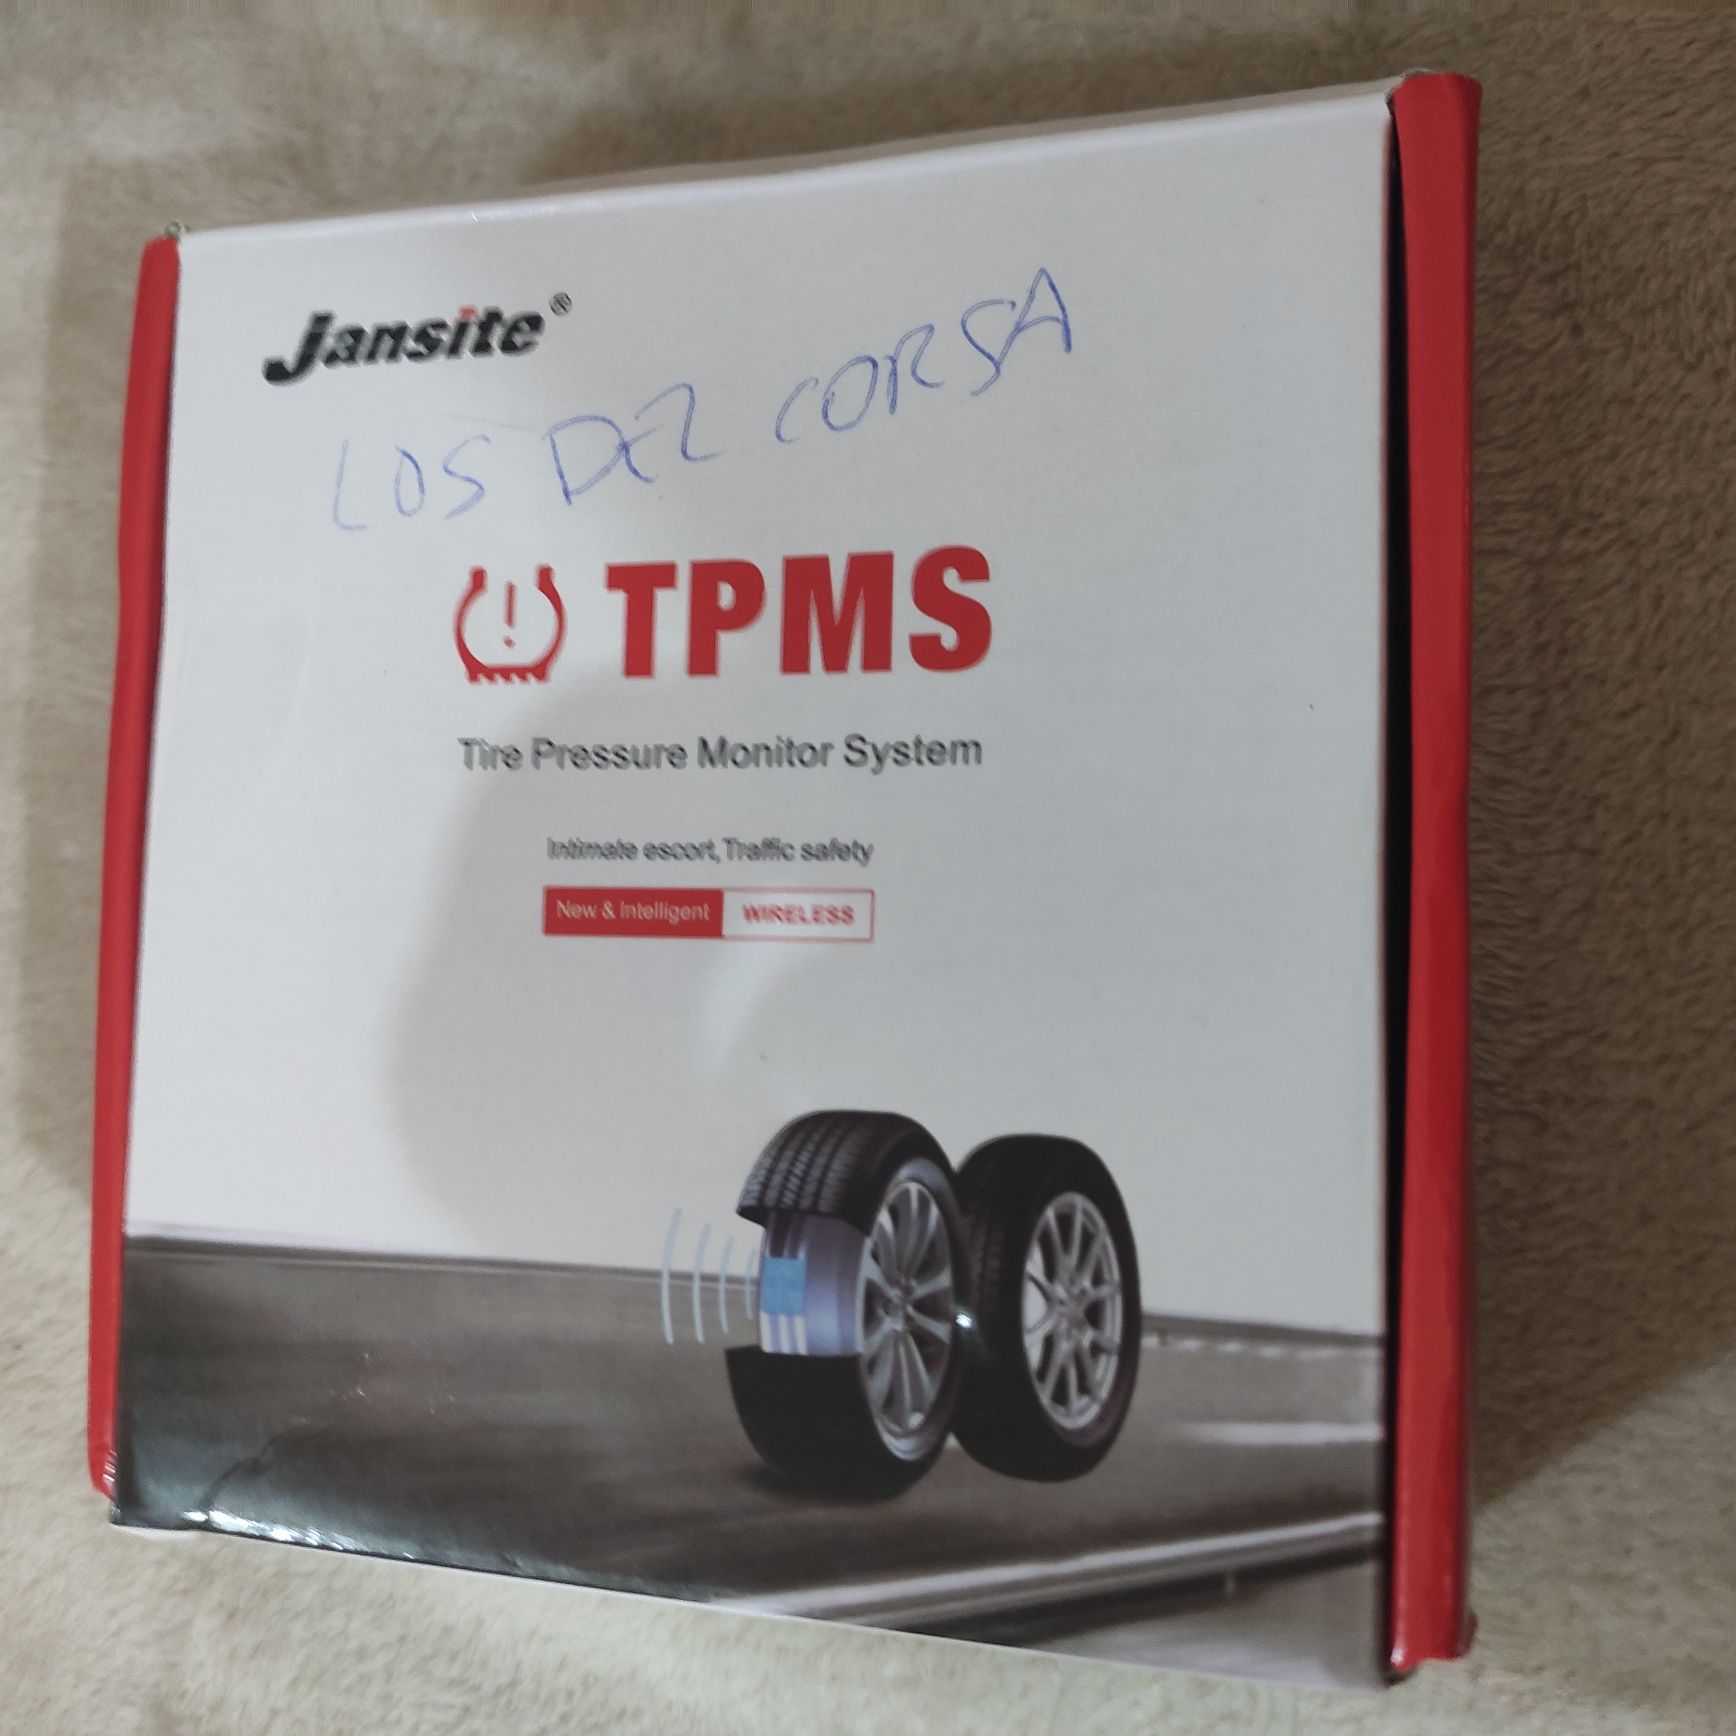 Jansite®
LOS DEL CORSA
TPMS
Tire Pressure Monitor System
Intimate escort, Traffic safety
New & Intelligent WIRELESS